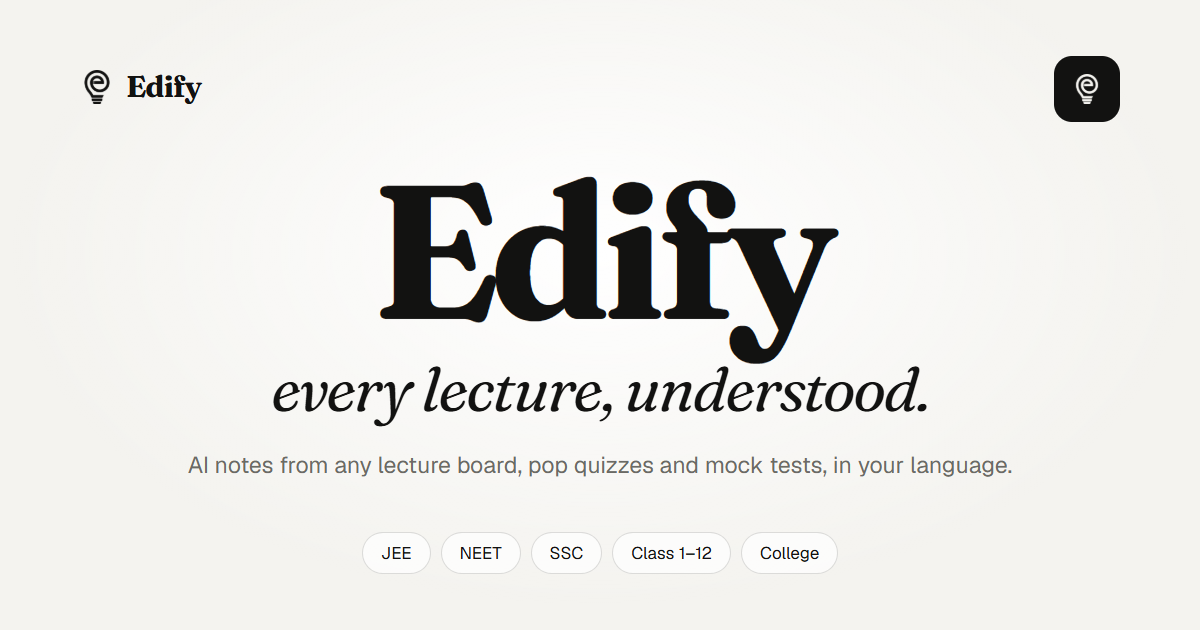 Edify
Edify
every lecture, understood.
AI notes from any lecture board, pop quizzes and mock tests, in your language.
JEE NEET SSC Class 1–12 College